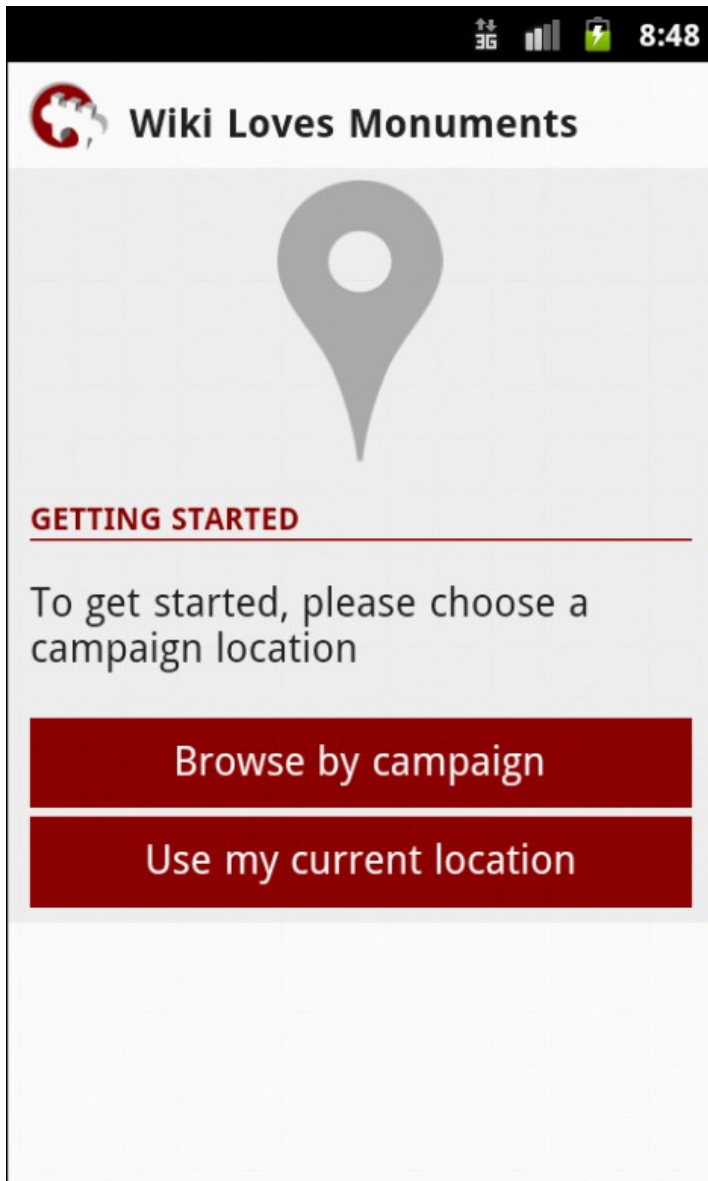 3G 8:48
Wiki Loves Monuments
GETTING STARTED
To get started, please choose a
campaign location
Browse by campaign
Use my current location